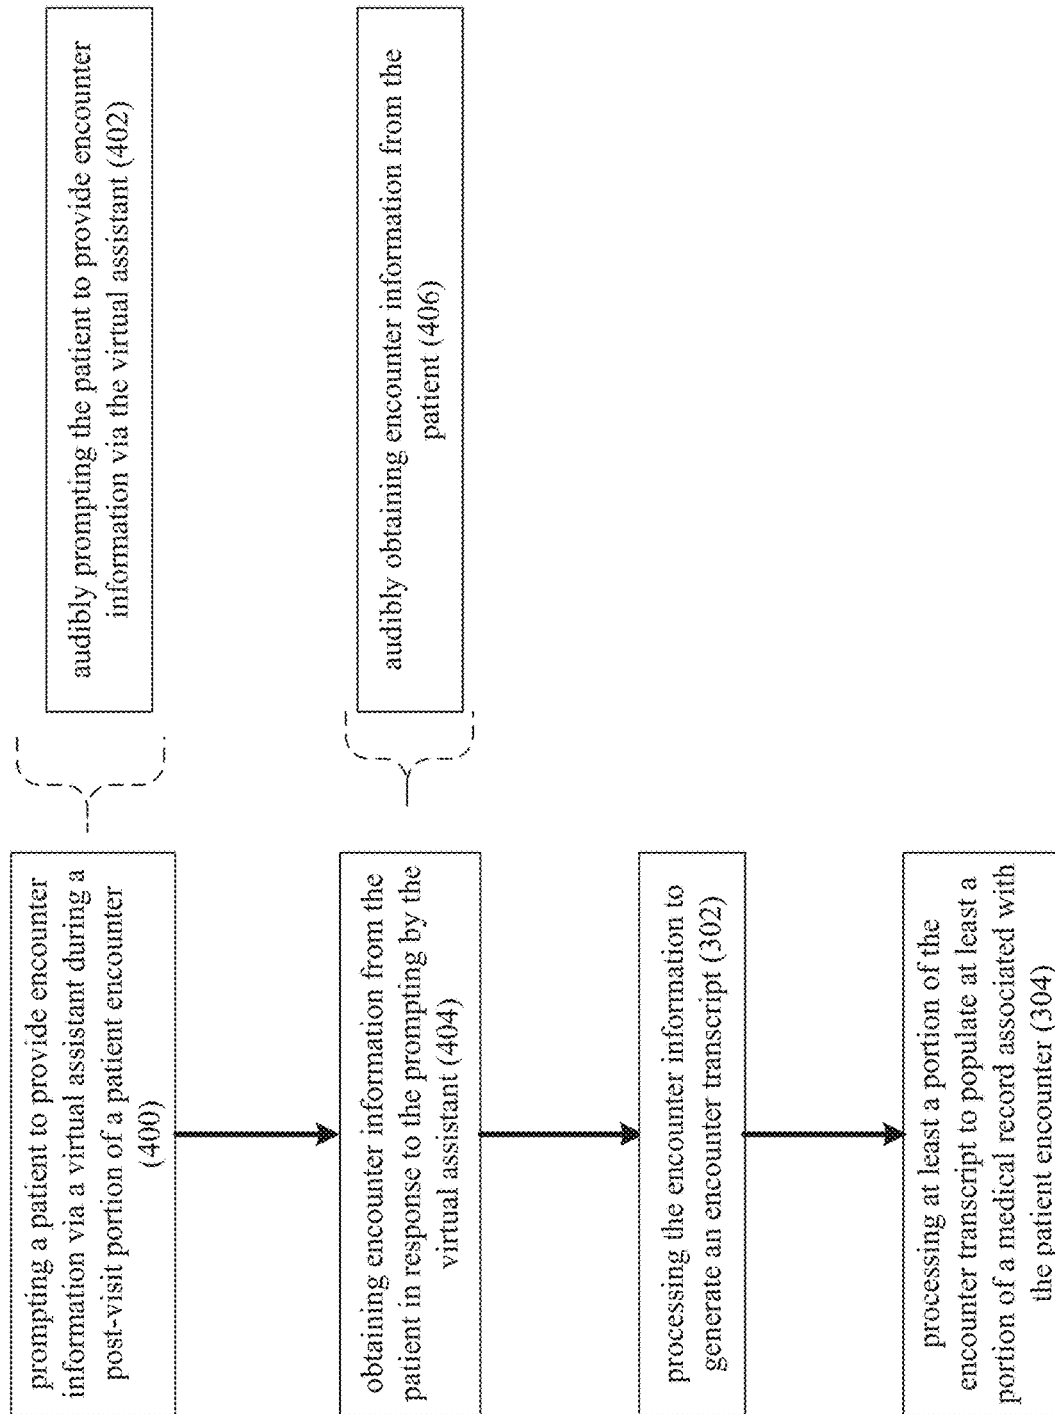 prompting a patient to provide encounter
information via a virtual assistant during a
post-visit portion of a patient encounter
(400)
audibly prompting the patient to provide encounter
information via the virtual assistant (402)
obtaining encounter information from the
patient in response to the prompting by the
virtual assistant (404)
audibly obtaining encounter information from the
patient (406)
processing the encounter information to
generate an encounter transcript (302)
processing at least a portion of the
encounter transcript to populate at least a
portion of a medical record associated with
the patient encounter (304)